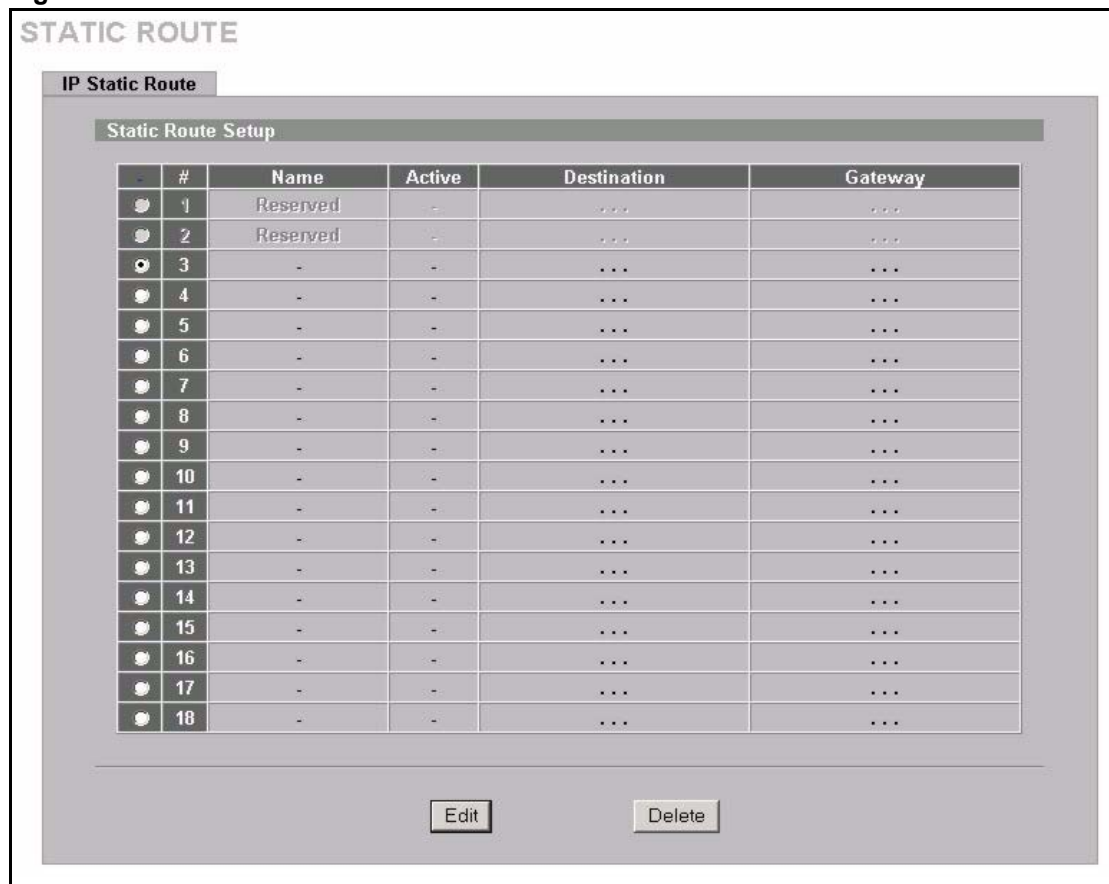 STATIC ROUTE
IP Static Route
Static Route Setup
- # Name Active Destination Gateway
1 Reserved - . . . . . .
2 Reserved - . . . . . .
3 - - . . . . . .
4 - - . . . . . .
5 - - . . . . . .
6 - - . . . . . .
7 - - . . . . . .
8 - - . . . . . .
9 - - . . . . . .
10 - - . . . . . .
11 - - . . . . . .
12 - - . . . . . .
13 - - . . . . . .
14 - - . . . . . .
15 - - . . . . . .
16 - - . . . . . .
17 - - . . . . . .
18 - - . . . . . .
Edit Delete